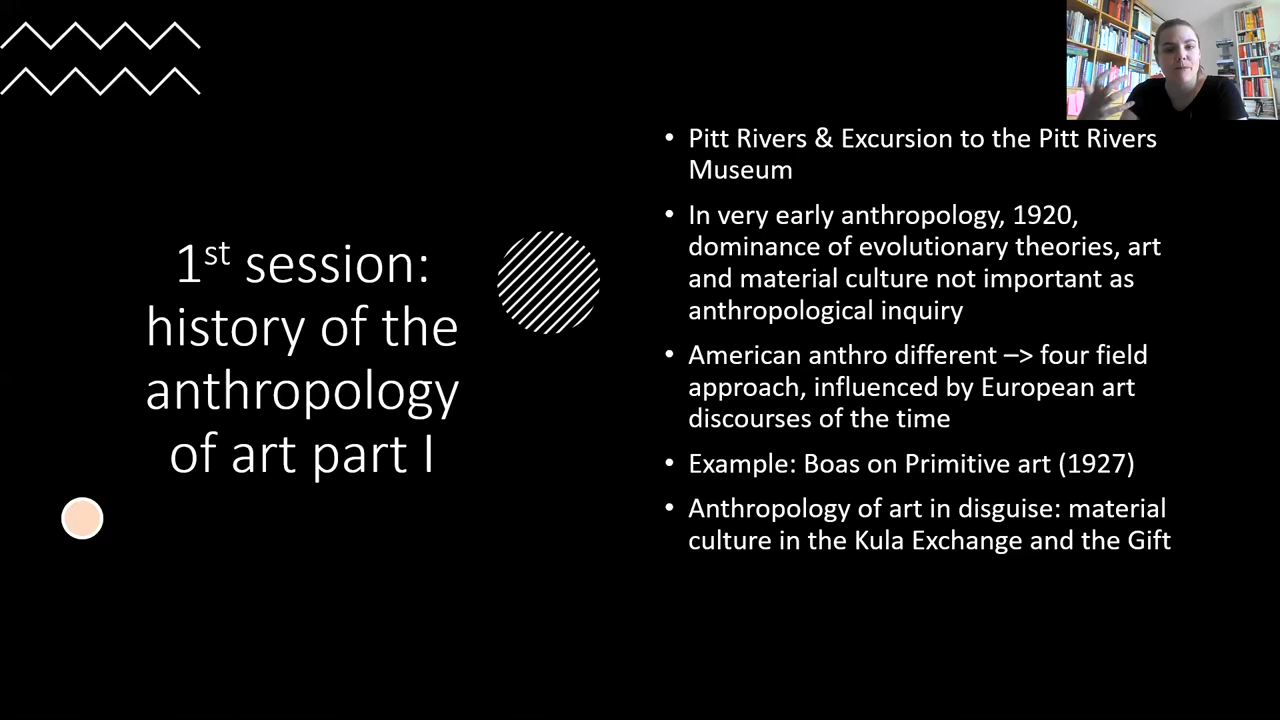 1st session:
history of the
anthropology
of art part I
• Pitt Rivers & Excursion to the Pitt Rivers
Museum
• In very early anthropology, 1920,
dominance of evolutionary theories, art
and material culture not important as
anthropological inquiry
• American anthro different –> four field
approach, influenced by European art
discourses of the time
• Example: Boas on Primitive art (1927)
• Anthropology of art in disguise: material
culture in the Kula Exchange and the Gift